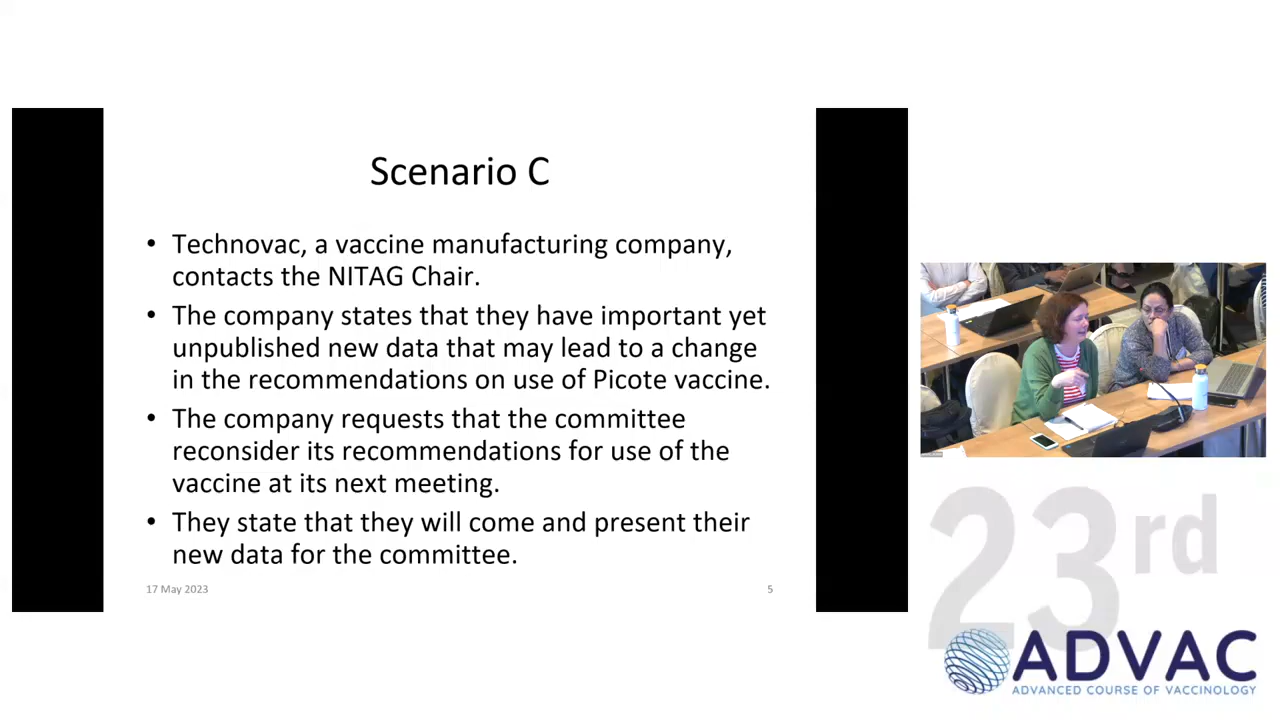 Scenario C
• Technovac, a vaccine manufacturing company,
contacts the NITAG Chair.
• The company states that they have important yet
unpublished new data that may lead to a change
in the recommendations on use of Picote vaccine.
• The company requests that the committee
reconsider its recommendations for use of the
vaccine at its next meeting.
• They state that they will come and present their
new data for the committee.
17 May 2023
5
23rd
ADVAC
ADVANCED COURSE OF VACCINOLOGY